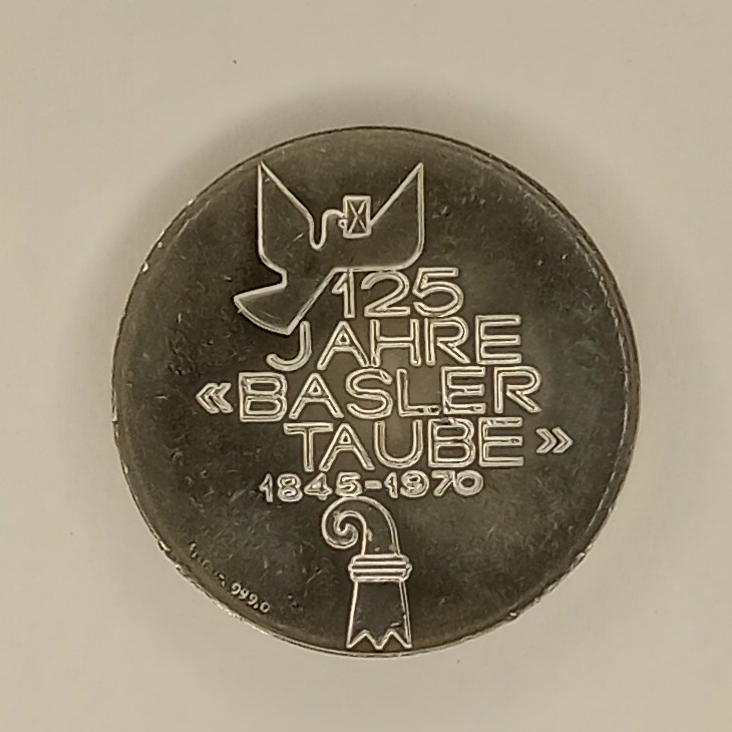 125
JAHRE
«BASLER
TAUBE»
1845-1970
999,0